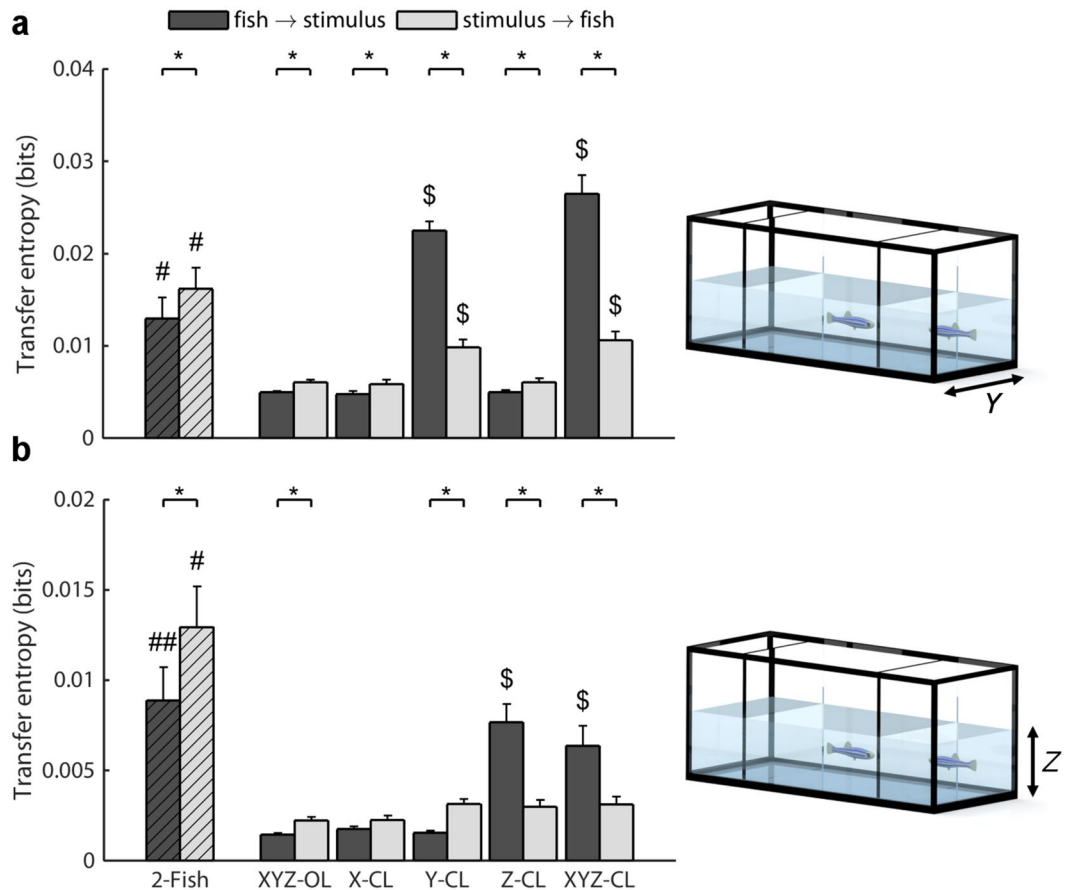 a
fish → stimulus stimulus → fish
* * * * * *
0.04
0.03
0.02
0.01
0
Transfer entropy (bits)
# # $ $ $ $
Y
b
* * * * *
0.02
0.015
0.01
0.005
0
Transfer entropy (bits)
## # $ $
Z
2-Fish XYZ-OL X-CL Y-CL Z-CL XYZ-CL